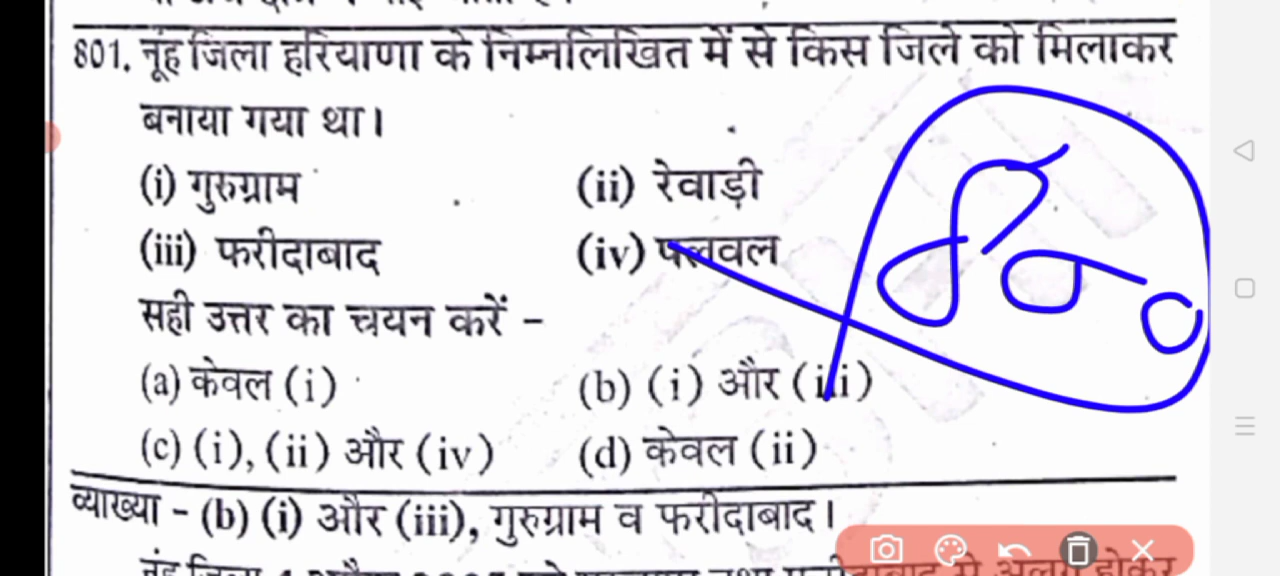 801. नूंह जिला हरियाणा के निम्नलिखित में से किस जिले को मिलाकर
बनाया गया था।
(i) गुरुग्राम (ii) रेवाड़ी
(iii) फरीदाबाद (iv) पलवल
सही उत्तर का चयन करें –
(a) केवल (i) (b) (i) और (iii)
(c) (i), (ii) और (iv) (d) केवल (ii)
व्याख्या - (b) (i) और (iii), गुरुग्राम व फरीदाबाद।
800